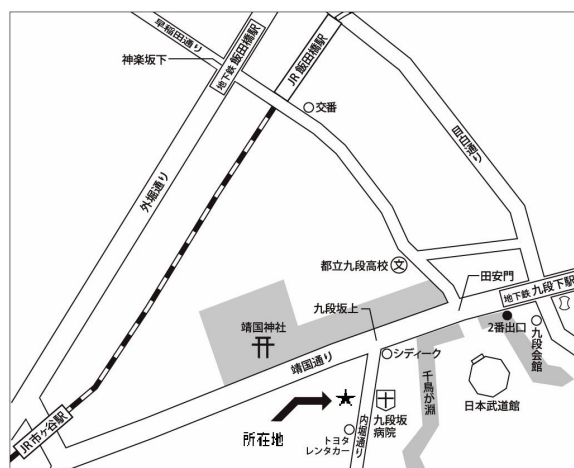 早稲田通り
神楽坂下
地下鉄 飯田橋駅
JR 飯田橋駅
交番
目白通り
外堀通り
都立九段高校
文
田安門
地下鉄 九段下駅
九段坂上
靖国神社
2番出口
九段会館
シディーク
靖国通り
千鳥が淵
日本武道館
九段坂
病院
内堀通り
所在地
トヨタ
レンタカー
JR市ヶ谷駅